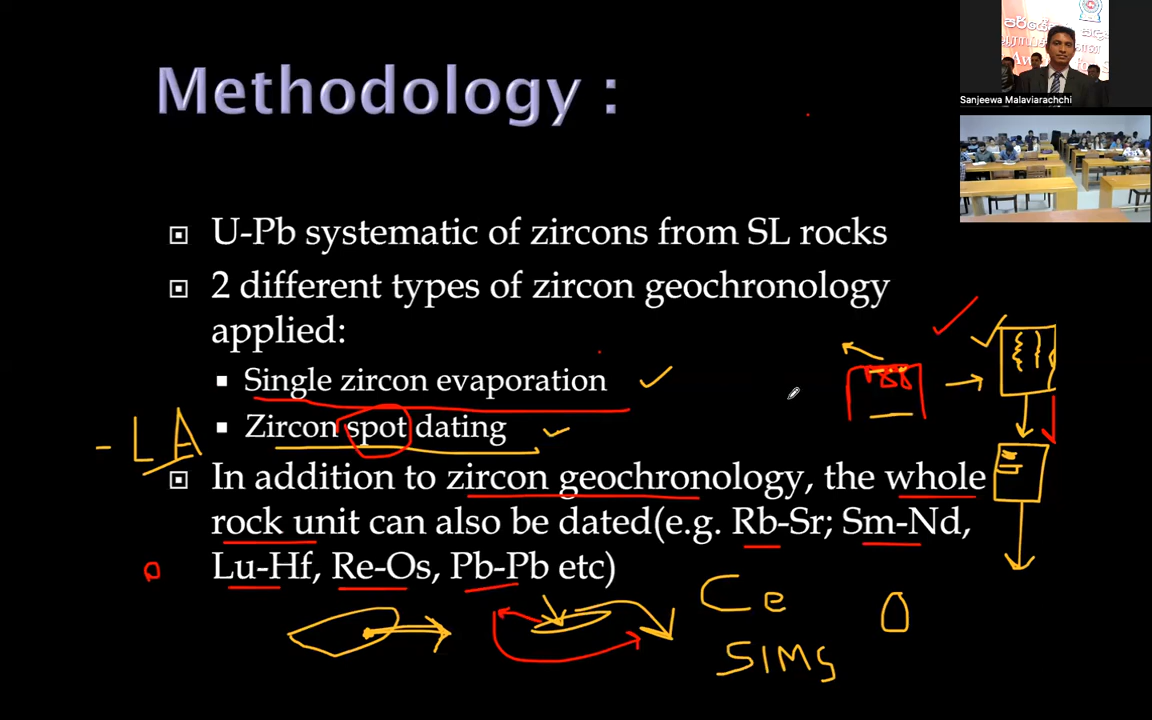 Methodology :
Sanjeewa Malaviarachchi
U-Pb systematic of zircons from SL rocks
2 different types of zircon geochronology
applied:
Single zircon evaporation
Zircon spot dating
- LA
In addition to zircon geochronology, the whole
rock unit can also be dated(e.g. Rb-Sr; Sm-Nd,
Lu-Hf, Re-Os, Pb-Pb etc)
Ce
SIMS